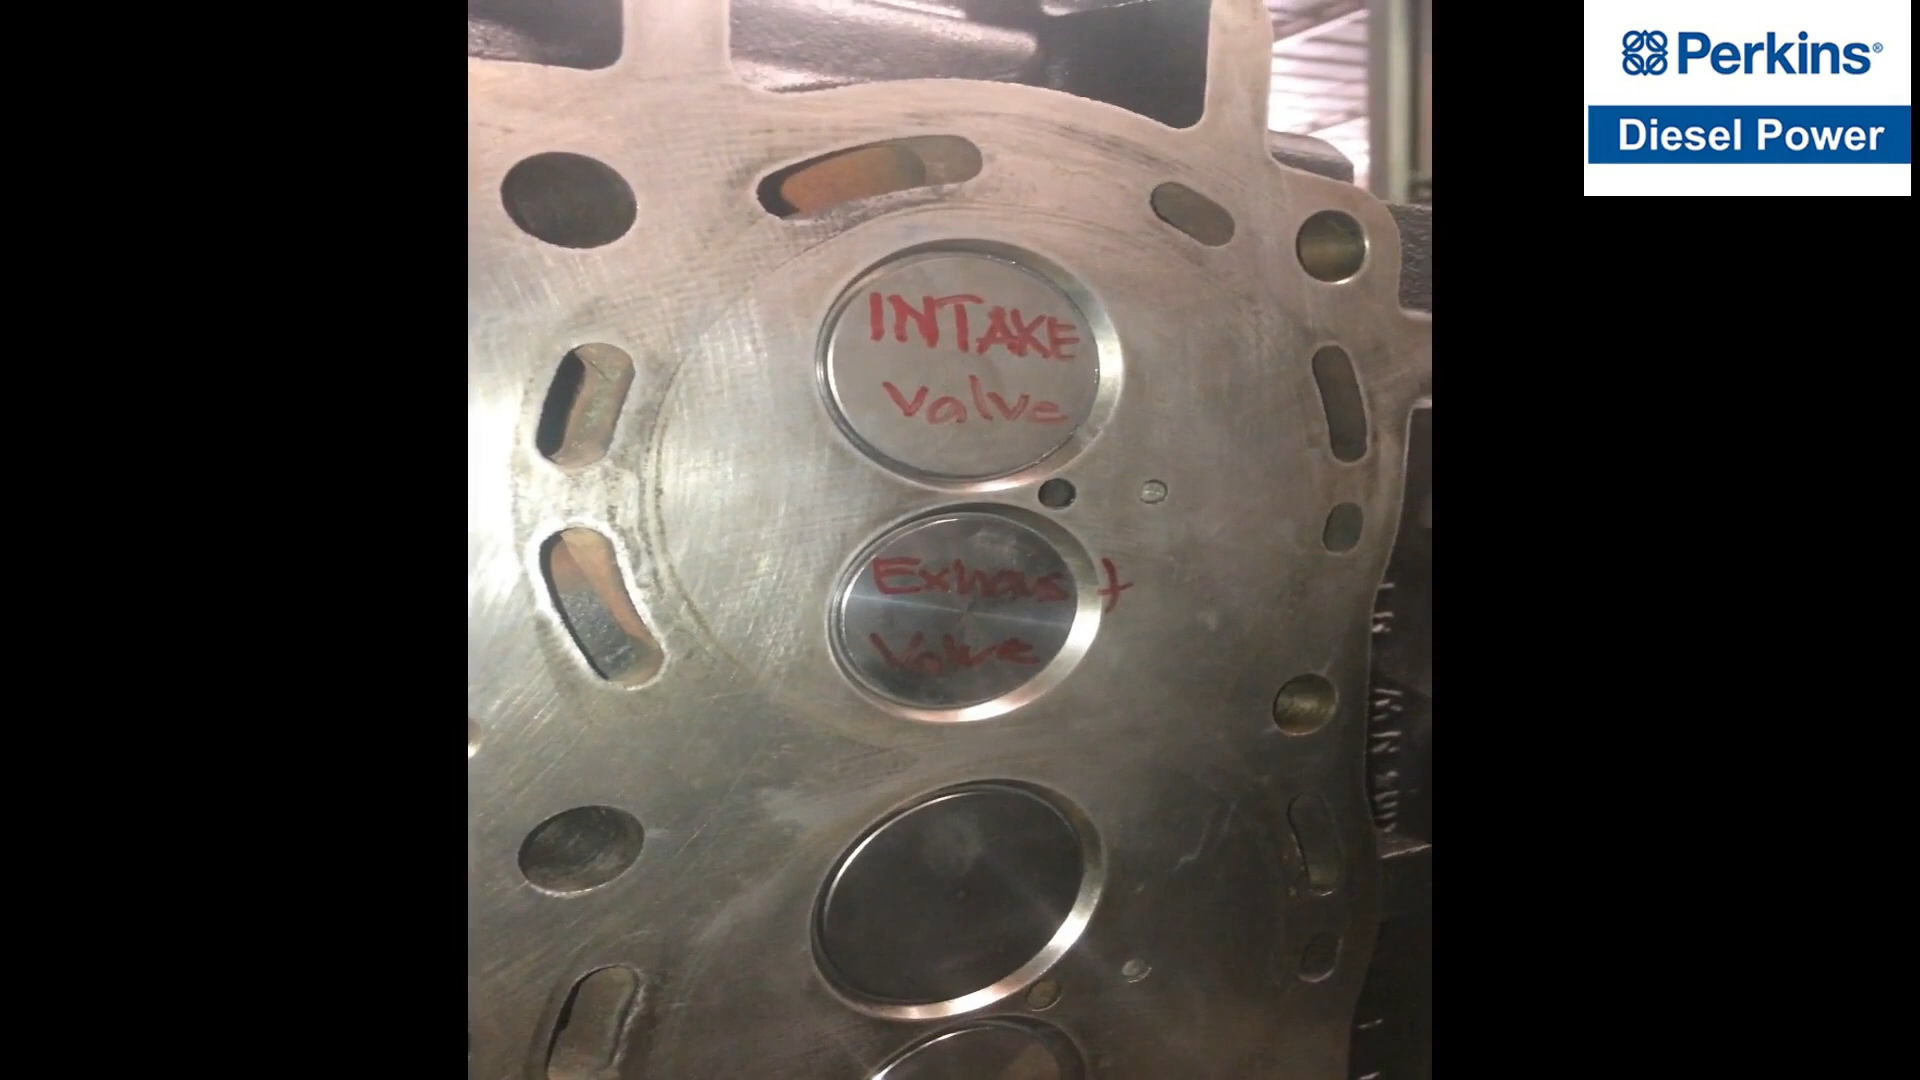 Perkins®
Diesel Power
INTAKE
valve
Exhaust
Valve